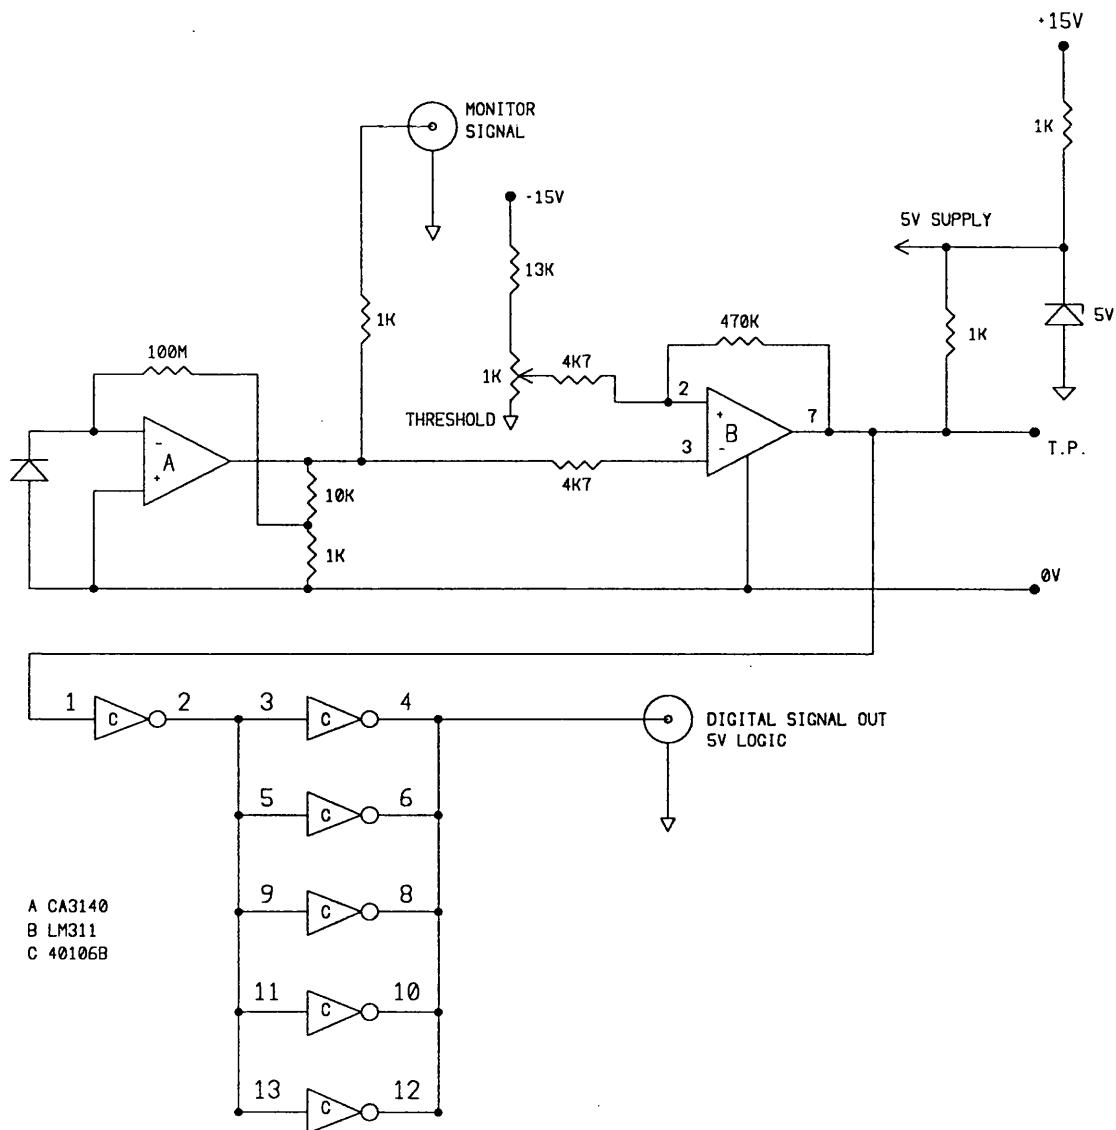 +15V
MONITOR
SIGNAL
1K
-15V
5V SUPPLY
13K
1K
470K
1K
5V
100M
1K
4K7
THRESHOLD
2
+
B
-
7
3
T.P.
-
A
+
4K7
10K
1K
0V
1
C
2
3
C
4
DIGITAL SIGNAL OUT
5V LOGIC
5
C
6
9
C
8
A CA3140
B LM311
C 40106B
11
C
10
13
C
12